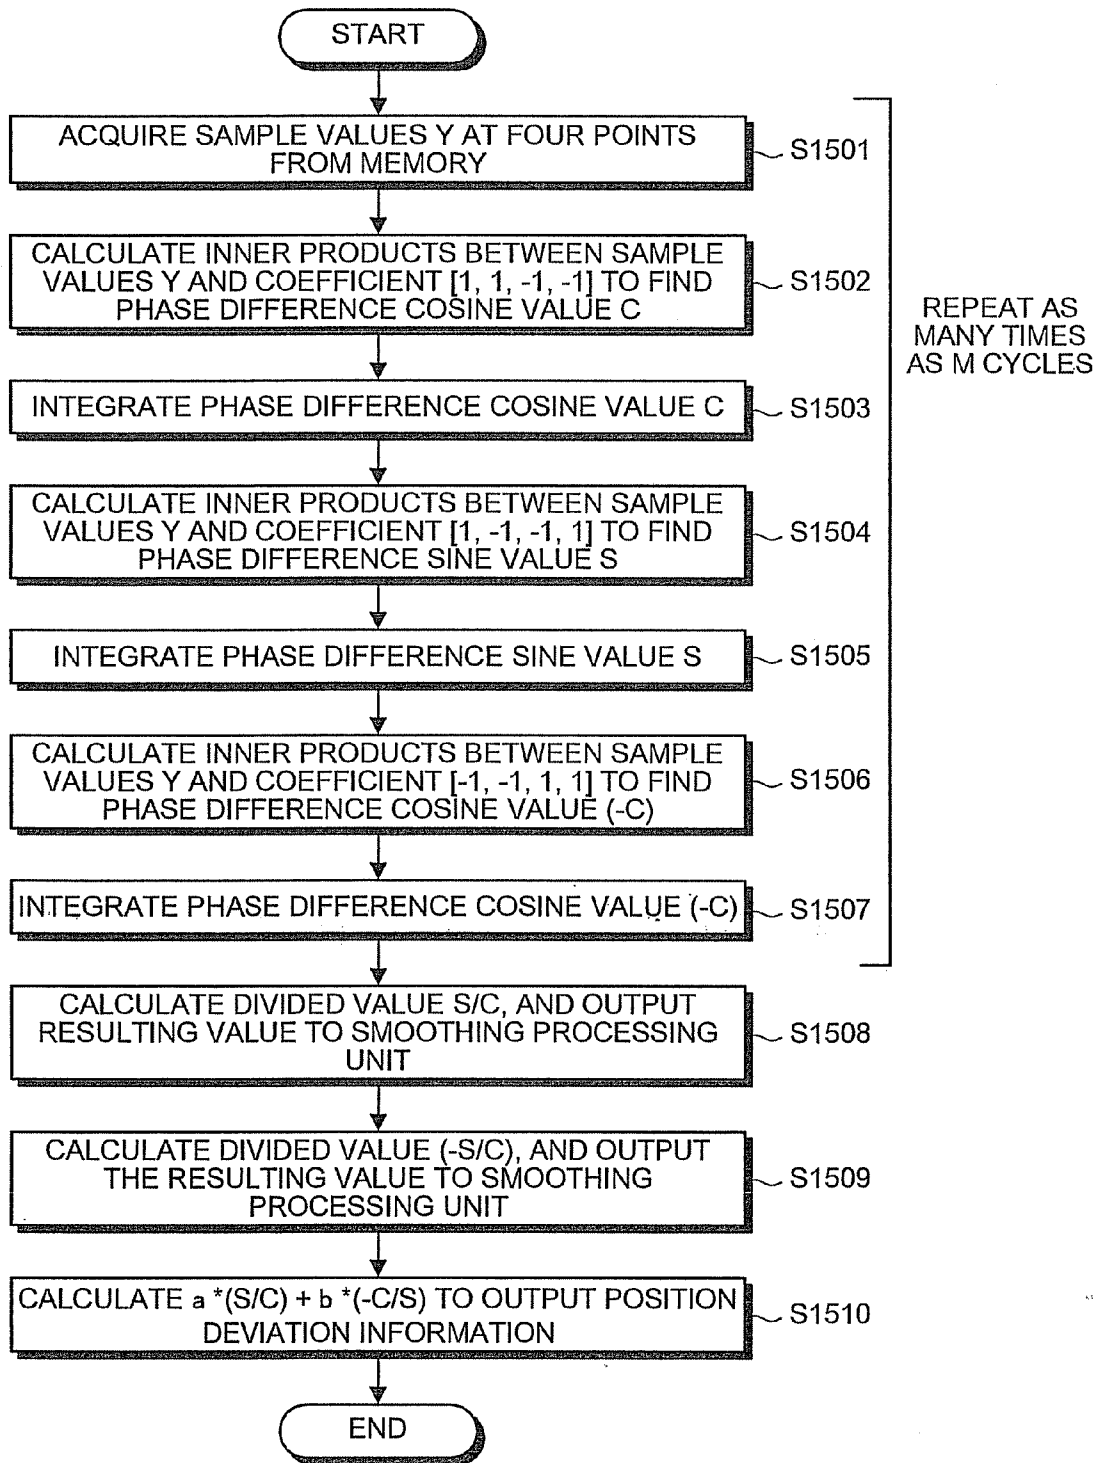 START
ACQUIRE SAMPLE VALUES Y AT FOUR POINTS
FROM MEMORY
S1501
CALCULATE INNER PRODUCTS BETWEEN SAMPLE
VALUES Y AND COEFFICIENT [1, 1, -1, -1] TO FIND
PHASE DIFFERENCE COSINE VALUE C
S1502
REPEAT AS
MANY TIMES
AS M CYCLES
INTEGRATE PHASE DIFFERENCE COSINE VALUE C
S1503
CALCULATE INNER PRODUCTS BETWEEN SAMPLE
VALUES Y AND COEFFICIENT [1, -1, -1, 1] TO FIND
PHASE DIFFERENCE SINE VALUE S
S1504
INTEGRATE PHASE DIFFERENCE SINE VALUE S
S1505
CALCULATE INNER PRODUCTS BETWEEN SAMPLE
VALUES Y AND COEFFICIENT [-1, -1, 1, 1] TO FIND
PHASE DIFFERENCE COSINE VALUE (-C)
S1506
INTEGRATE PHASE DIFFERENCE COSINE VALUE (-C)
S1507
CALCULATE DIVIDED VALUE S/C, AND OUTPUT
RESULTING VALUE TO SMOOTHING PROCESSING
UNIT
S1508
CALCULATE DIVIDED VALUE (-S/C), AND OUTPUT
THE RESULTING VALUE TO SMOOTHING
PROCESSING UNIT
S1509
CALCULATE a *(S/C) + b *(-C/S) TO OUTPUT POSITION
DEVIATION INFORMATION
S1510
END